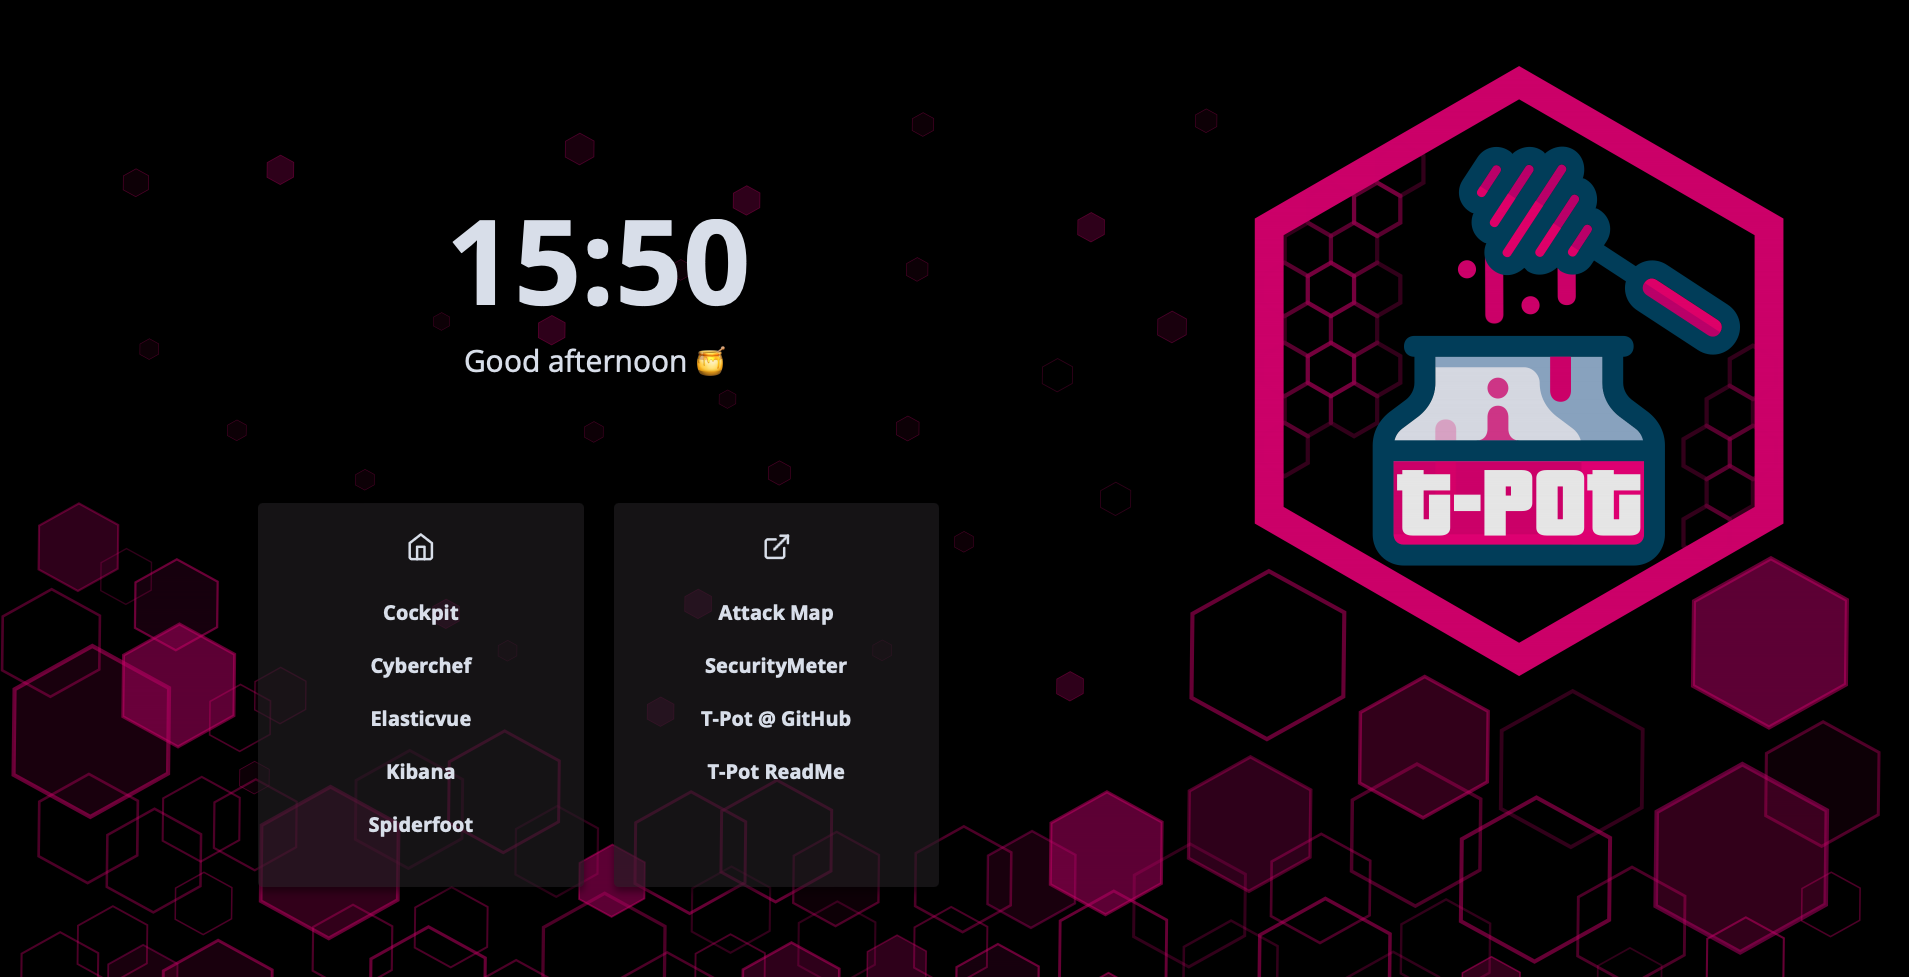 15:50
Good afternoon 🍯
Cockpit
Cyberchef
Elasticvue
Kibana
Spiderfoot
Attack Map
SecurityMeter
T-Pot @ GitHub
T-Pot ReadMe
t-pot